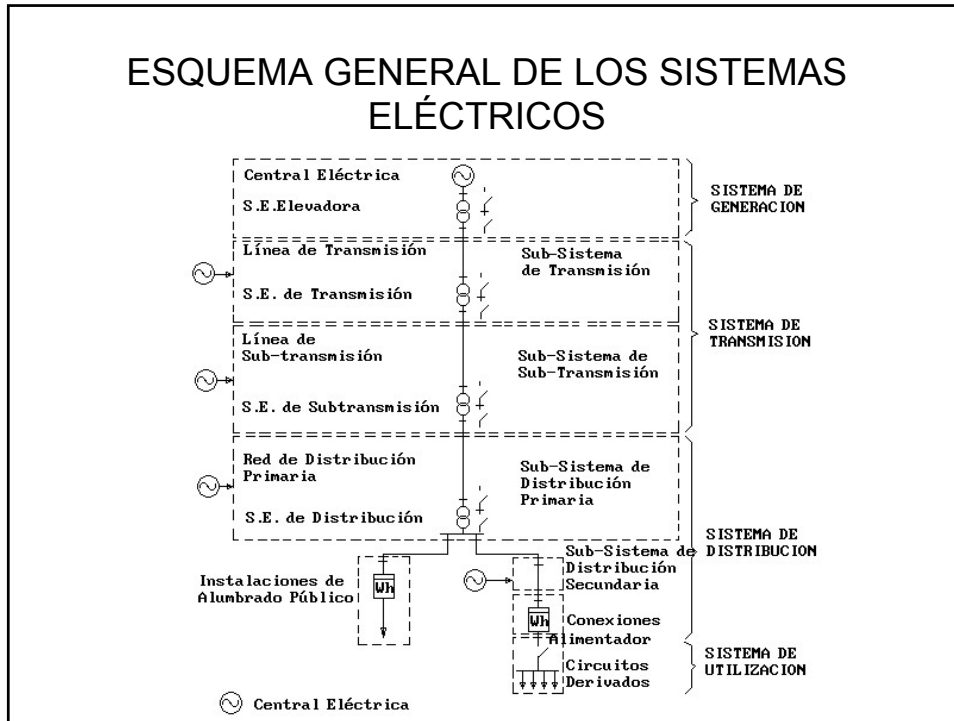 ESQUEMA GENERAL DE LOS SISTEMAS
ELÉCTRICOS
Central Eléctrica
S.E.Elevadora
SISTEMA DE
GENERACION
Línea de Transmisión
Sub-Sistema
de Transmisión
S.E. de Transmisión
SISTEMA DE
TRANSMISION
Línea de
Sub-transmisión
Sub-Sistema de
Sub-Transmisión
S.E. de Subtransmisión
Red de Distribución
Primaria
Sub-Sistema de
Distribución
Primaria
S.E. de Distribución
SISTEMA DE
DISTRIBUCION
Sub-Sistema de
Distribución
Secundaria
Instalaciones de
Alumbrado Público
Wh
Wh
Conexiones
Alimentador
Circuitos
Derivados
SISTEMA DE
UTILIZACION
Central Eléctrica